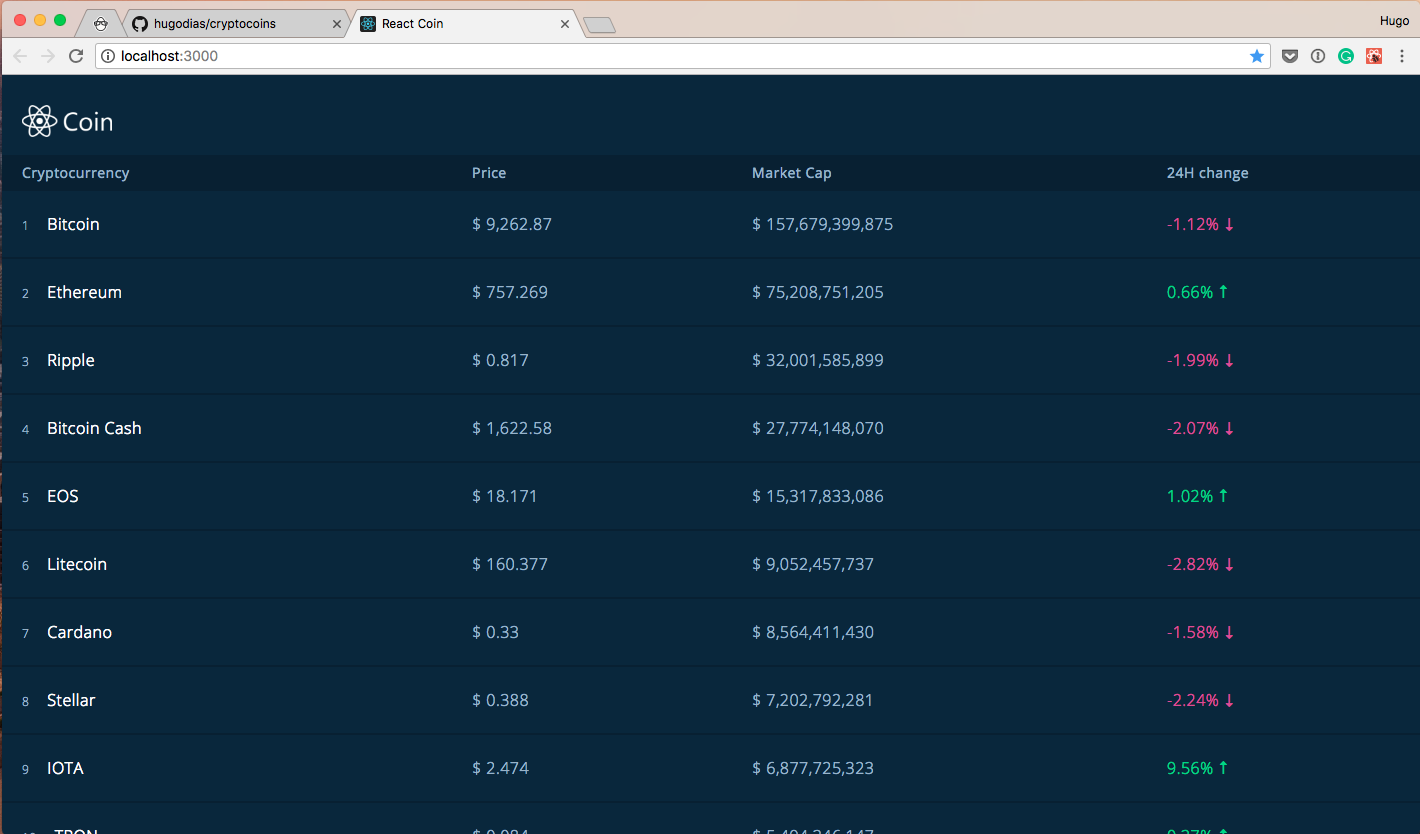 hugodias/cryptocoins React Coin Hugo
localhost:3000
Coin
Cryptocurrency Price Market Cap 24H change
1 Bitcoin $ 9,262.87 $ 157,679,399,875 -1.12% ↓
2 Ethereum $ 757.269 $ 75,208,751,205 0.66% ↑
3 Ripple $ 0.817 $ 32,001,585,899 -1.99% ↓
4 Bitcoin Cash $ 1,622.58 $ 27,774,148,070 -2.07% ↓
5 EOS $ 18.171 $ 15,317,833,086 1.02% ↑
6 Litecoin $ 160.377 $ 9,052,457,737 -2.82% ↓
7 Cardano $ 0.33 $ 8,564,411,430 -1.58% ↓
8 Stellar $ 0.388 $ 7,202,792,281 -2.24% ↓
9 IOTA $ 2.474 $ 6,877,725,323 9.56% ↑
TRON